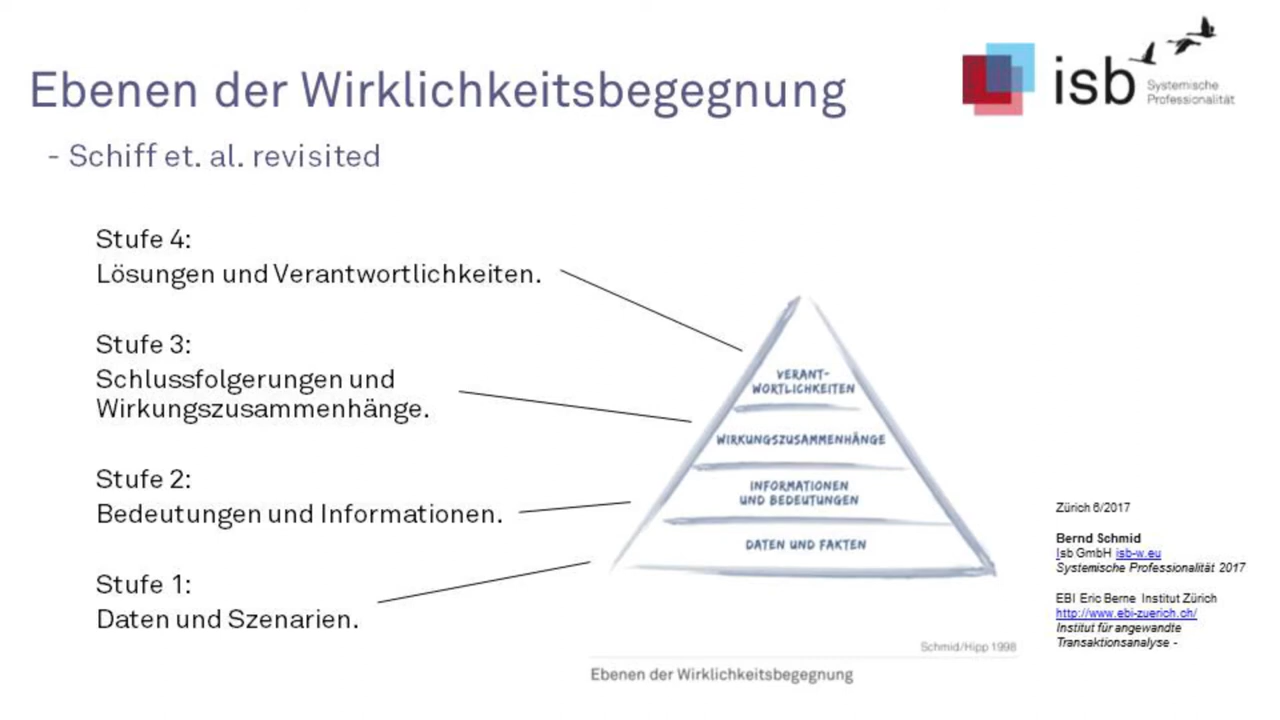 Ebenen der Wirklichkeitsbegegnung
- Schiff et. al. revisited
isb
Systemische
Professionalität
Stufe 4:
Lösungen und Verantwortlichkeiten.
Stufe 3:
Schlussfolgerungen und
Wirkungszusammenhänge.
Stufe 2:
Bedeutungen und Informationen.
Stufe 1:
Daten und Szenarien.
VERANT-
WORTLICHKEITEN
WIRKUNGSZUSAMMENHÄNGE
INFORMATIONEN
UND BEDEUTUNGEN
DATEN UND FAKTEN
Schmid/Hipp 1998
Ebenen der Wirklichkeitsbegegnung
Zürich 6/2017
Bernd Schmid
Isb GmbH isb-w.eu
Systemische Professionalität 2017
EBI Eric Berne Institut Zürich
http://www.ebi-zuerich.ch/
Institut für angewandte
Transaktionsanalyse -